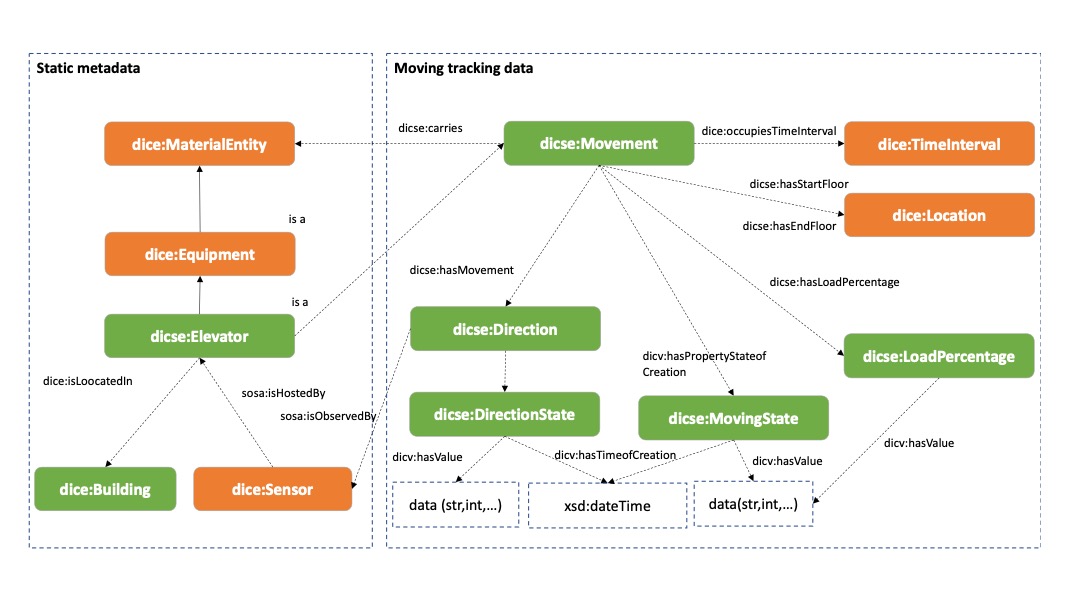 Static metadata
Moving tracking data
dice:MaterialEntity
dicse:carries
dicse:Movement
dice:occupiesTimeInterval
dice:TimeInterval
dicse:hasStartFloor
dice:Location
dicse:hasEndFloor
is a
dice:Equipment
dicse:hasMovement
dicse:hasLoadPercentage
is a
dicse:Elevator
dicse:Direction
dicv:hasPropertyStateof
Creation
dicse:LoadPercentage
dice:isLoocatedIn
sosa:isHostedBy
sosa:isObservedBy
dicse:DirectionState
dicse:MovingState
dicv:hasValue
dicv:hasTimeofCreation
dicv:hasValue
dicv:hasValue
dice:Building
dice:Sensor
data (str,int,...)
xsd:dateTime
data(str,int,...)